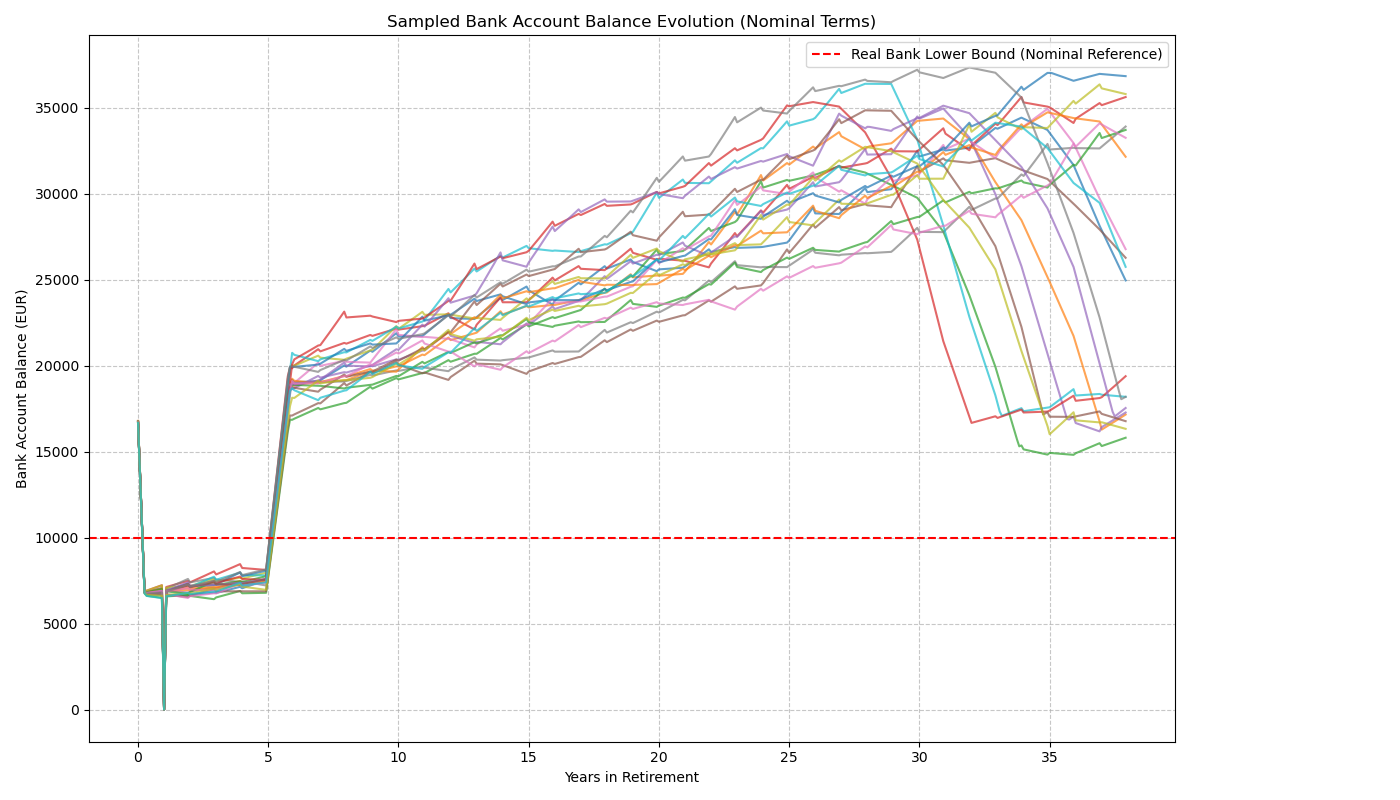 Sampled Bank Account Balance Evolution (Nominal Terms)
Real Bank Lower Bound (Nominal Reference)
Bank Account Balance (EUR)
35000
30000
25000
20000
15000
10000
5000
0
0 5 10 15 20 25 30 35
Years in Retirement